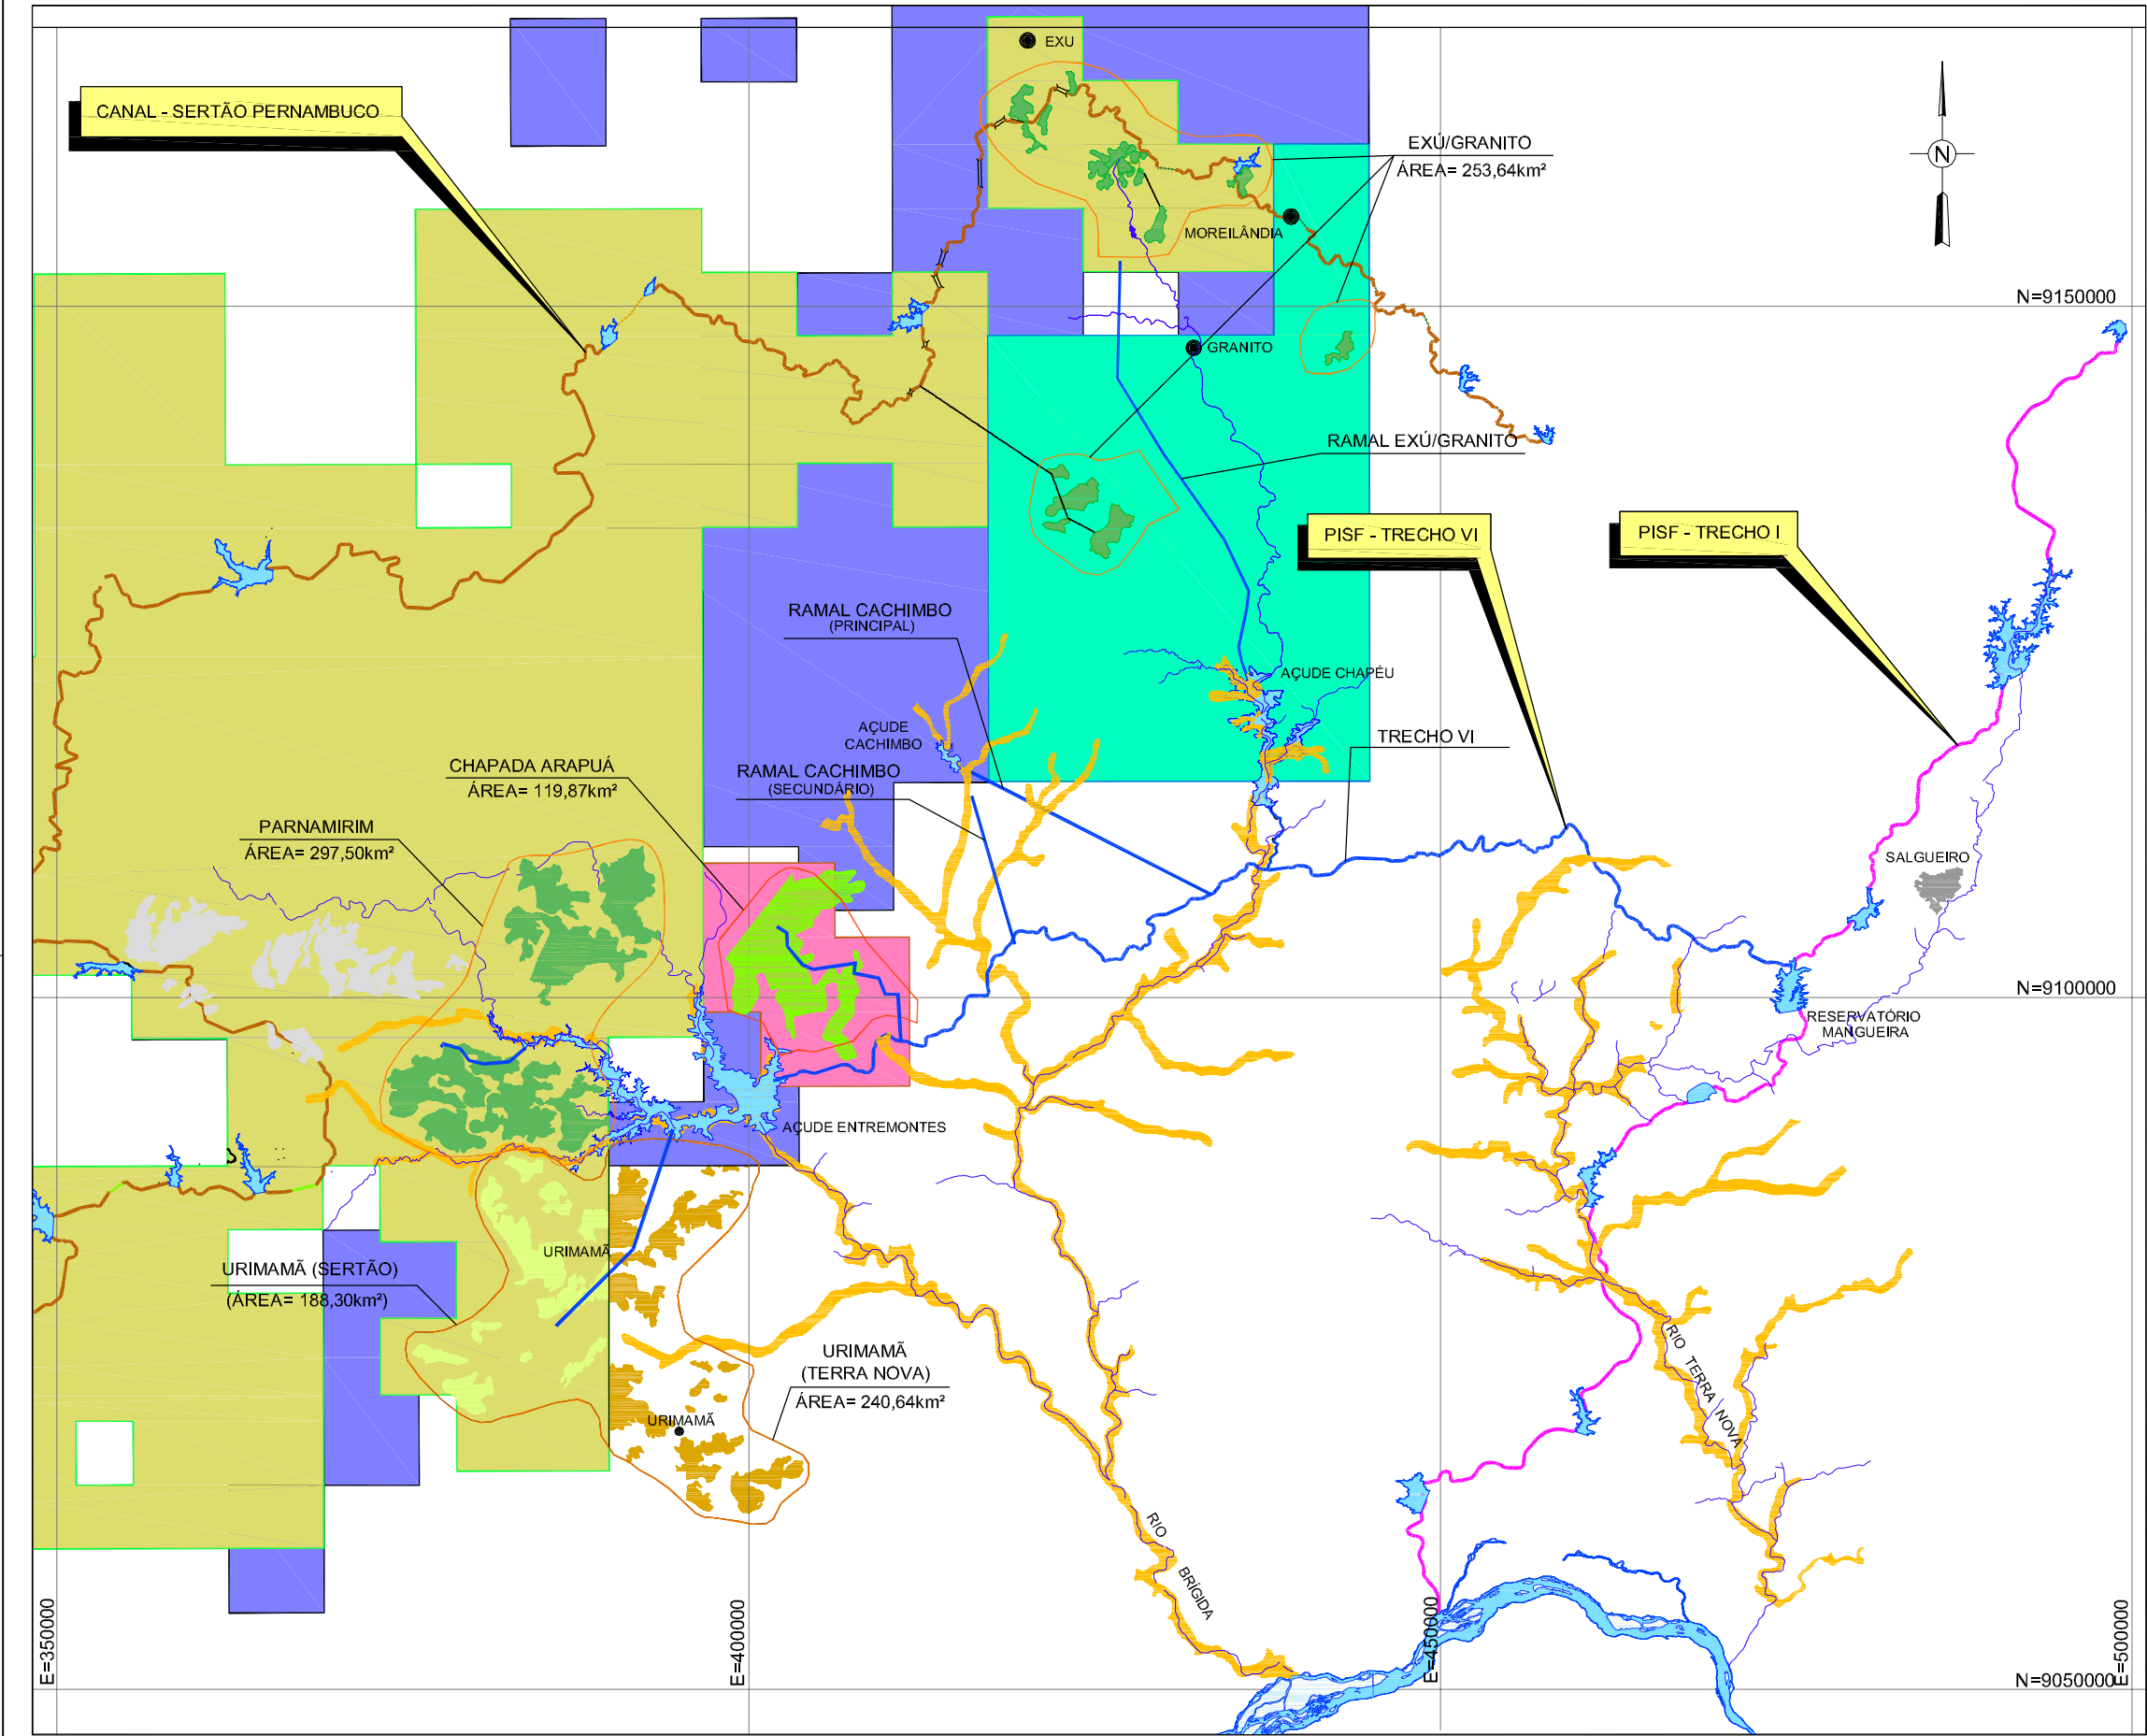 EXU
CANAL - SERTÃO PERNAMBUCO
EXÚ/GRANITO
ÁREA= 253,64km²
N
MOREILÂNDIA
N=9150000
GRANITO
RAMAL EXÚ/GRANITO
PISF - TRECHO VI
PISF - TRECHO I
RAMAL CACHIMBO
(PRINCIPAL)
AÇUDE CHAPÉU
AÇUDE
CACHIMBO
TRECHO VI
CHAPADA ARAPUÁ
ÁREA= 119,87km²
RAMAL CACHIMBO
(SECUNDÁRIO)
PARNAMIRIM
ÁREA= 297,50km²
SALGUEIRO
N=9100000
RESERVATÓRIO
MANGUEIRA
AÇUDE ENTREMONTES
URIMAMÃ
URIMAMÃ (SERTÃO)
(ÁREA= 188,30km²)
URIMAMÃ
(TERRA NOVA)
ÁREA= 240,64km²
RIO TERRA NOVA
URIMAMÃ
RIO BRÍGIDA
E=350000
E=400000
E=450000
E=500000
N=9050000